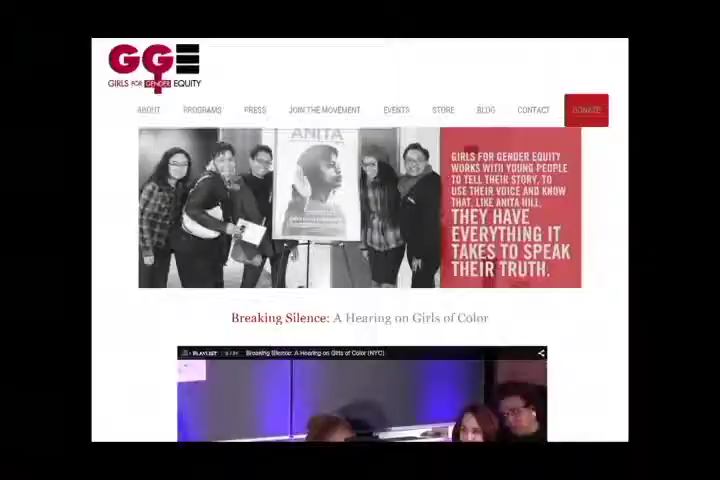 GGE
GIRLS FOR GENDER EQUITY
ABOUT PROGRAMS PRESS JOIN THE MOVEMENT EVENTS STORE BLOG CONTACT DONATE
ANITA
GIRLS FOR GENDER EQUITY
WORKS WITH YOUNG PEOPLE
TO TELL THEIR STORY, TO
USE THEIR VOICE AND KNOW
THAT, LIKE ANITA HILL,
THEY HAVE
EVERYTHING IT
TAKES TO SPEAK
THEIR TRUTH.
Breaking Silence: A Hearing on Girls of Color
PLAYLIST Breaking Silence: A Hearing on Girls of Color (NYC)